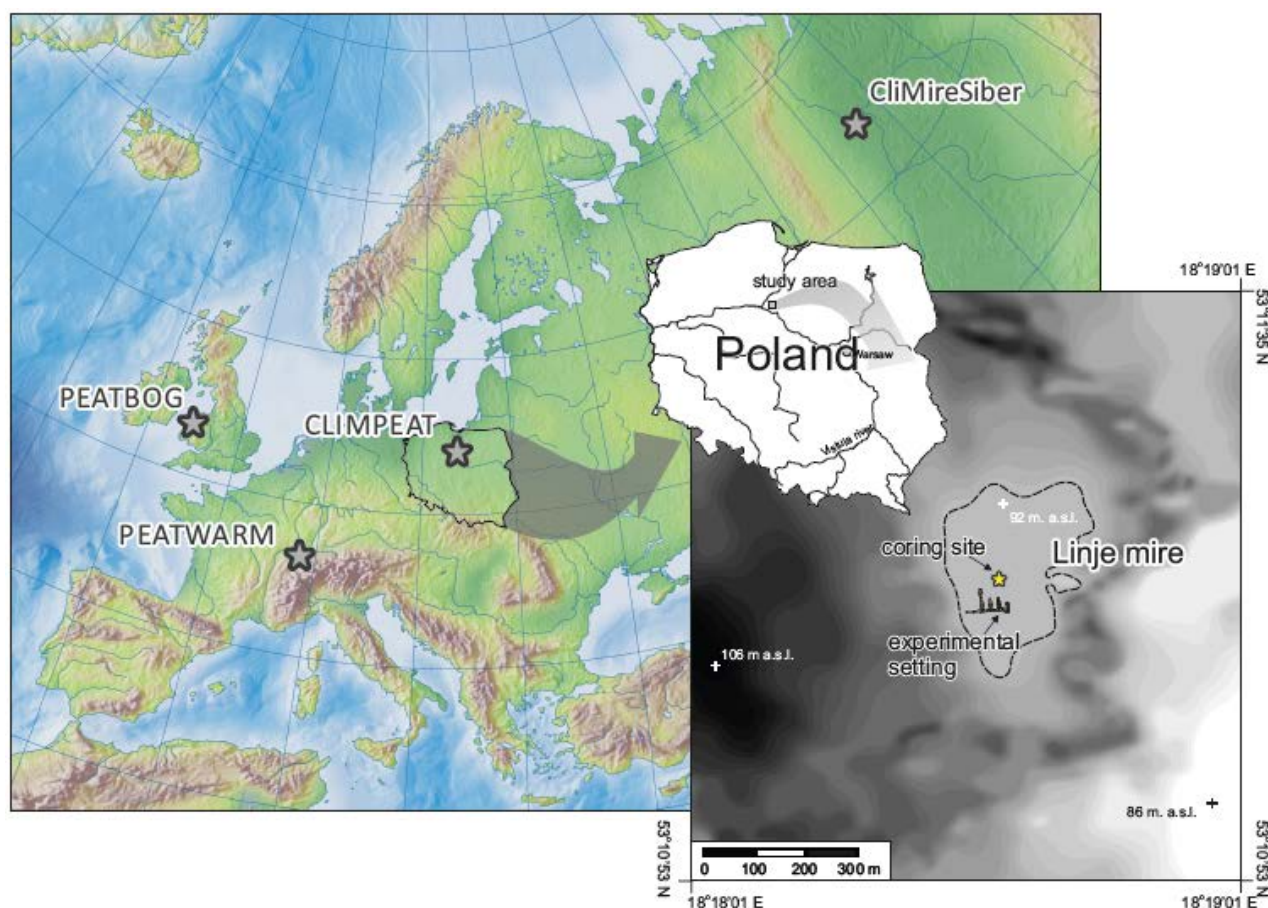 CliMireSiber
PEATBOG
CLIMPEAT
PEATWARM
study area
Poland
Warsaw
Vistula river
18°19'01 E
53°11'35 N
92 m. a.s.l.
coring site
Linje mire
experimental
setting
106 m a.s.l.
86 m. a.s.l.
0 100 200 300 m
53°10'53 N
53°10'53 N
18°18'01 E
18°19'01 E